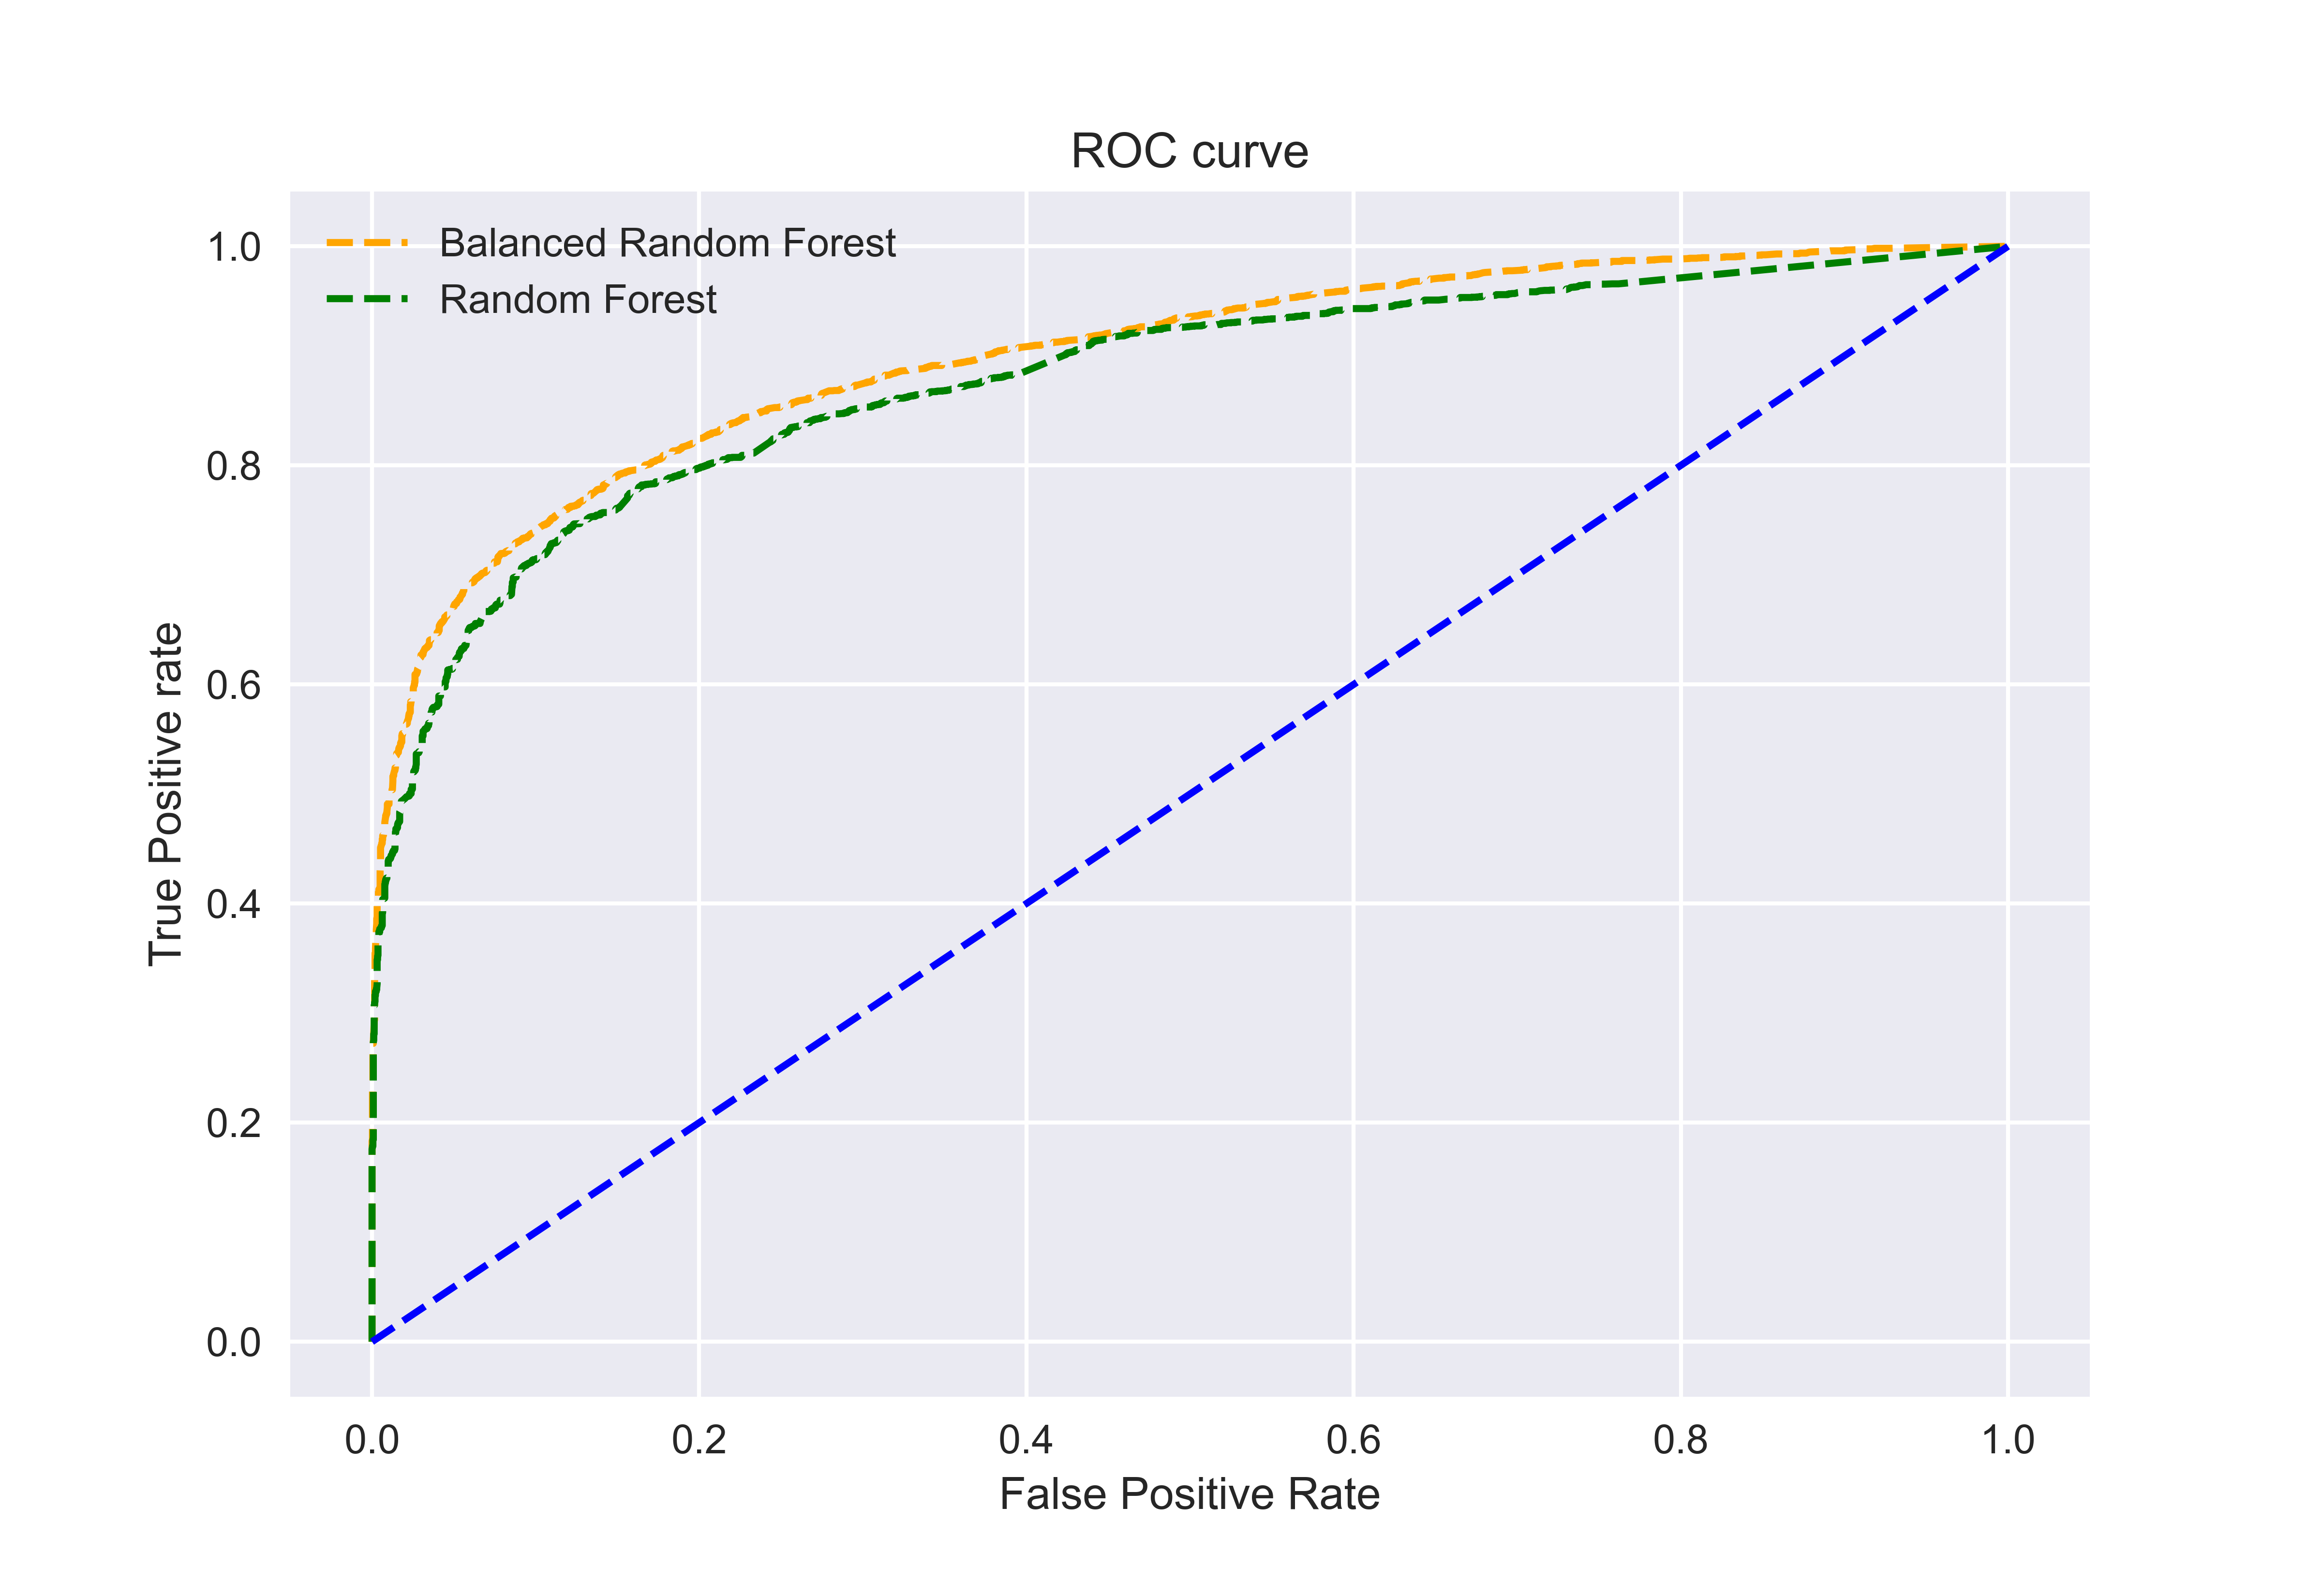 ROC curve
Balanced Random Forest
Random Forest
True Positive rate
1.0
0.8
0.6
0.4
0.2
0.0
0.0 0.2 0.4 0.6 0.8 1.0
False Positive Rate